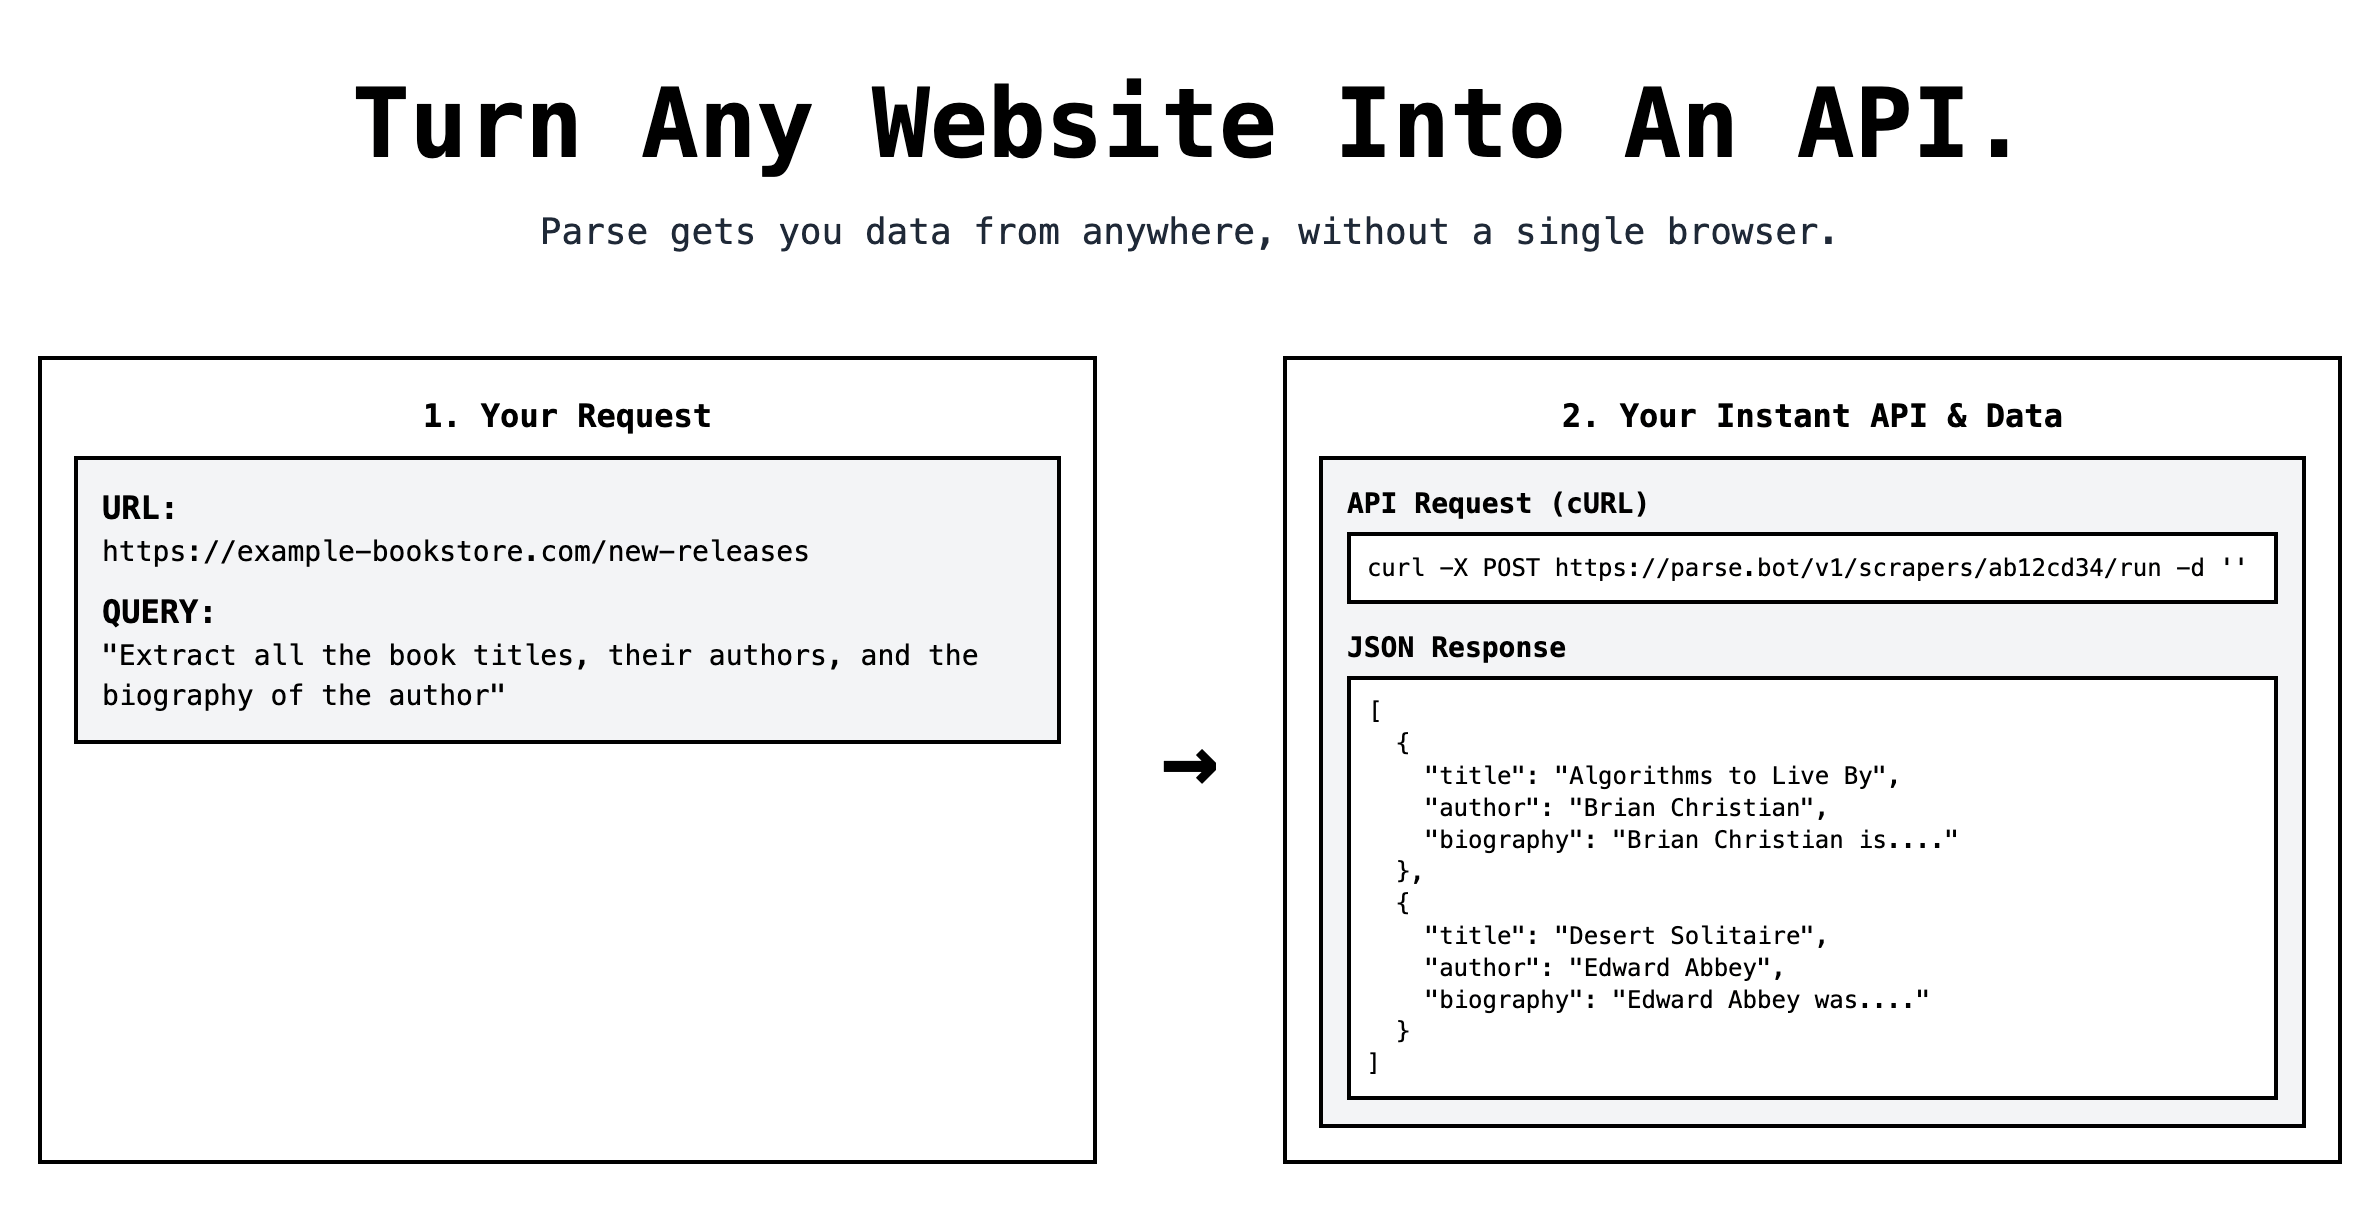 Turn Any Website Into An API.
Parse gets you data from anywhere, without a single browser.
1. Your Request
URL:
https://example-bookstore.com/new-releases
QUERY:
"Extract all the book titles, their authors, and the
biography of the author"
→
2. Your Instant API & Data
API Request (cURL)
curl -X POST https://parse.bot/v1/scrapers/ab12cd34/run -d ''
JSON Response
[
  {
    "title": "Algorithms to Live By",
    "author": "Brian Christian",
    "biography": "Brian Christian is...."
  },
  {
    "title": "Desert Solitaire",
    "author": "Edward Abbey",
    "biography": "Edward Abbey was...."
  }
]